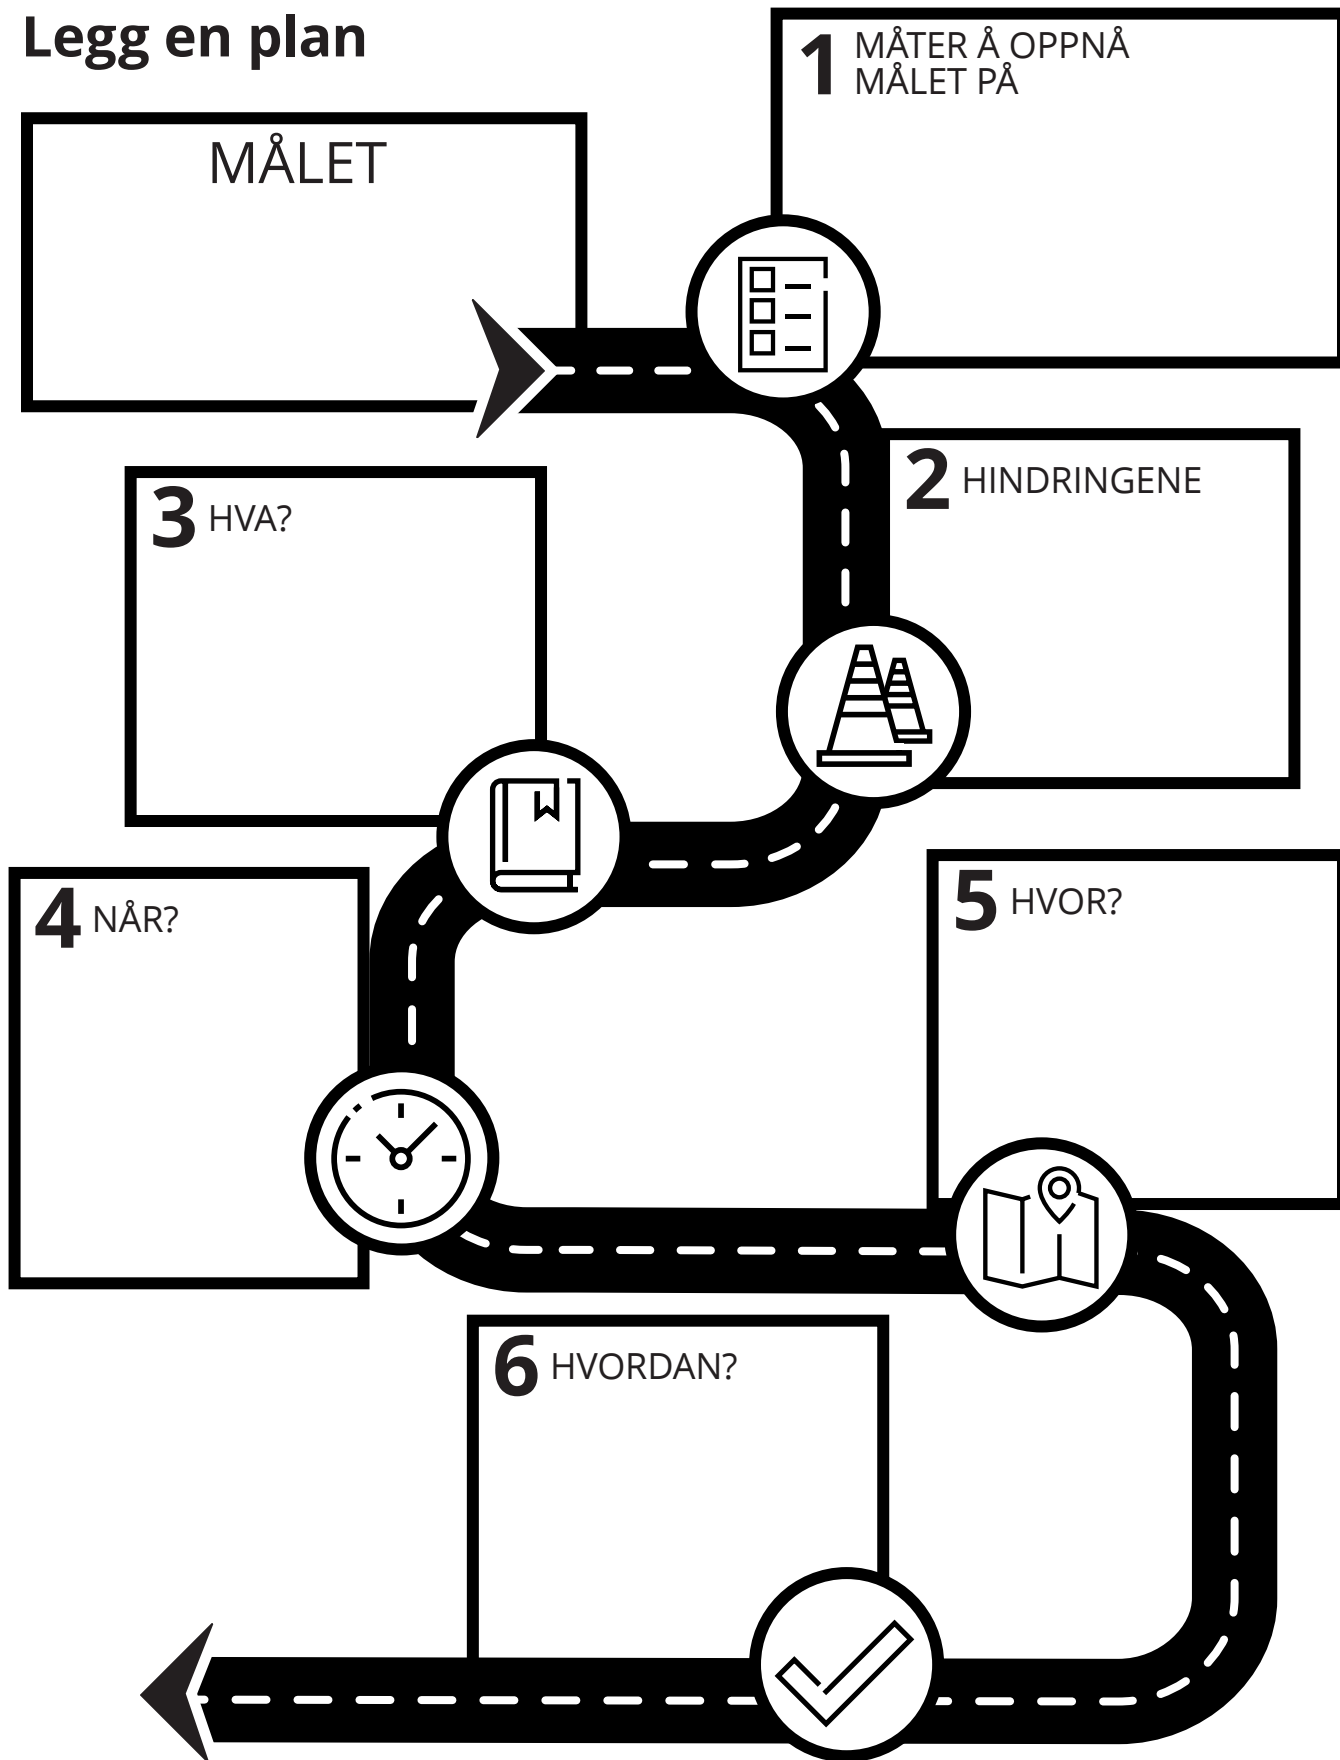 Legg en plan
MÅLET
1 MÅTER Å OPPNÅ
MÅLET PÅ
2 HINDRINGENE
3 HVA?
4 NÅR?
5 HVOR?
6 HVORDAN?